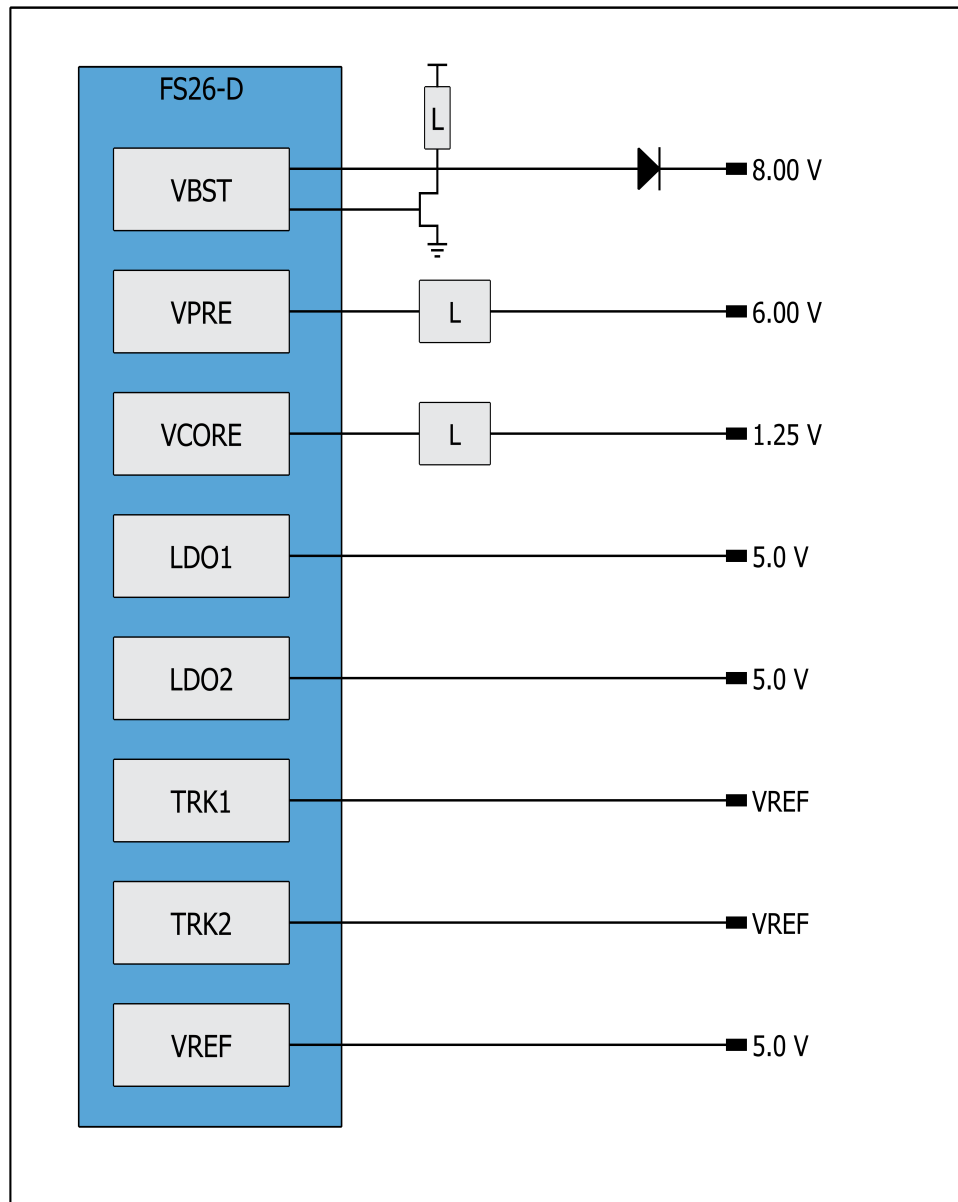 FS26-D
L
VBST
8.00 V
VPRE
L
6.00 V
VCORE
L
1.25 V
LDO1
5.0 V
LDO2
5.0 V
TRK1
VREF
TRK2
VREF
VREF
5.0 V